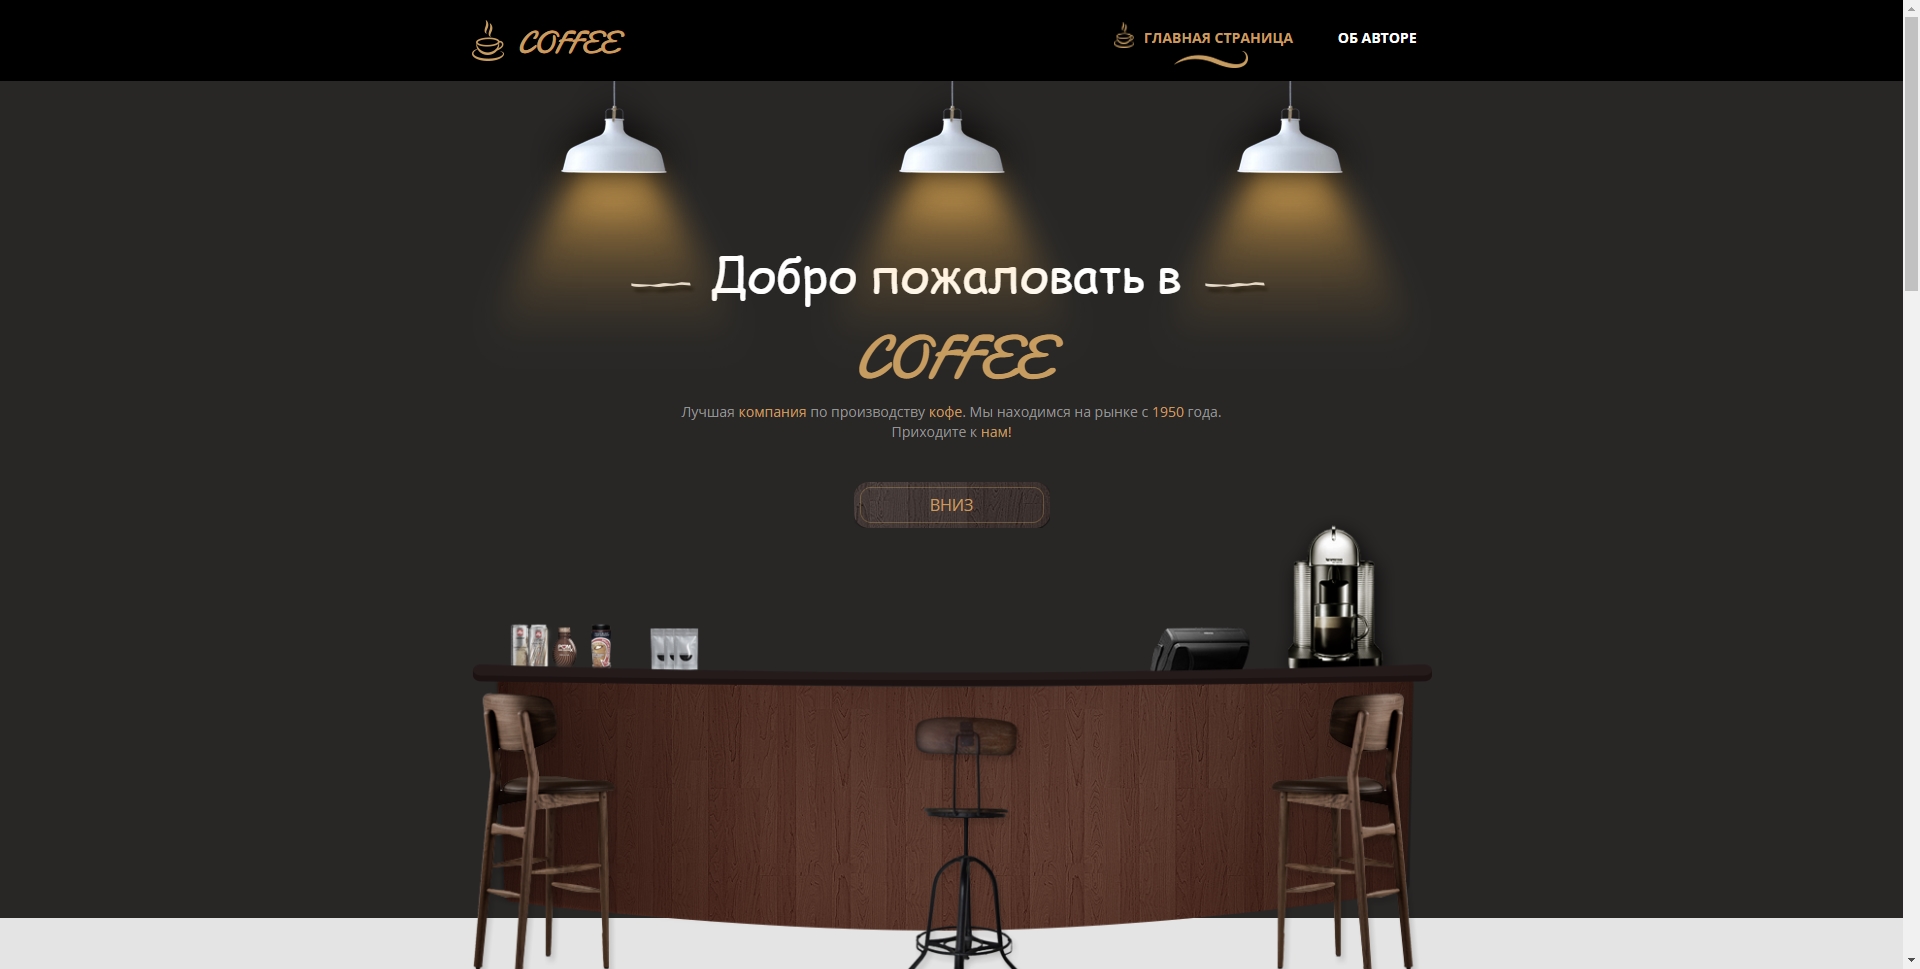 COFFEE
ГЛАВНАЯ СТРАНИЦА
ОБ АВТОРЕ
Добро пожаловать в
COFFEE
Лучшая компания по производству кофе. Мы находимся на рынке с 1950 года.
Приходите к нам!
ВНИЗ